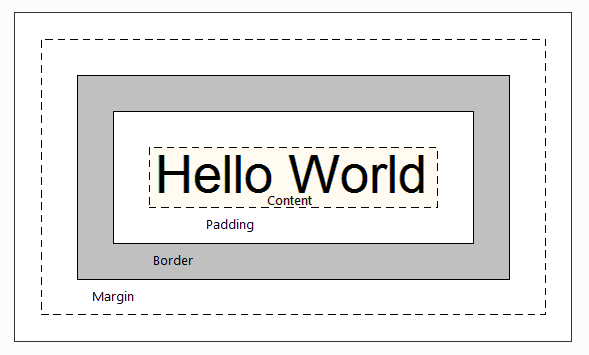 Hello World
Content
Padding
Border
Margin